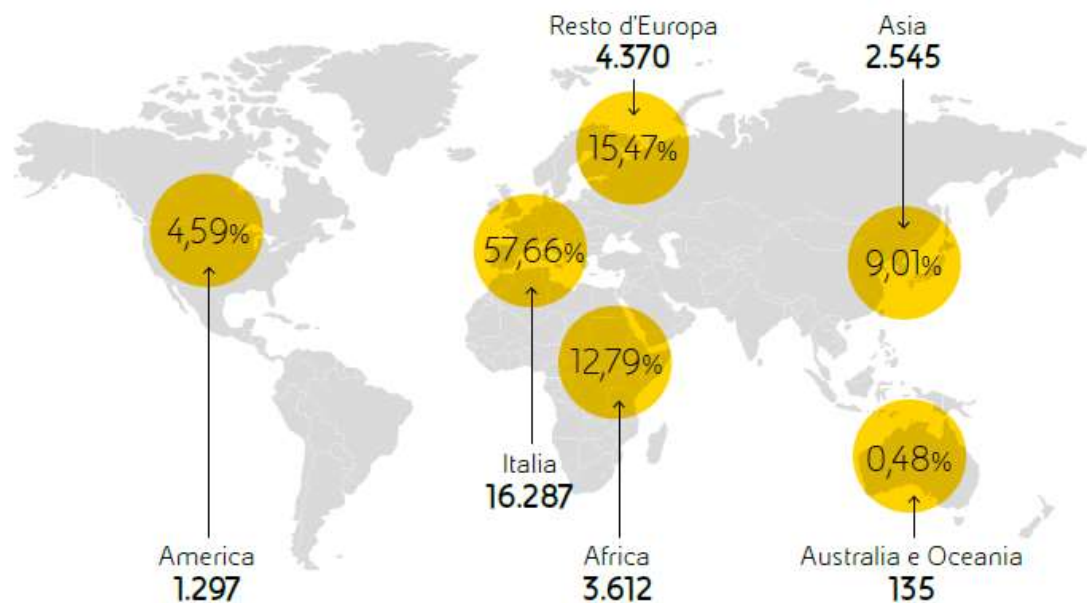 Resto d'Europa
4.370
Asia
2.545
15,47%
4,59%
57,66%
9,01%
12,79%
0,48%
Italia
16.287
America
1.297
Africa
3.612
Australia e Oceania
135